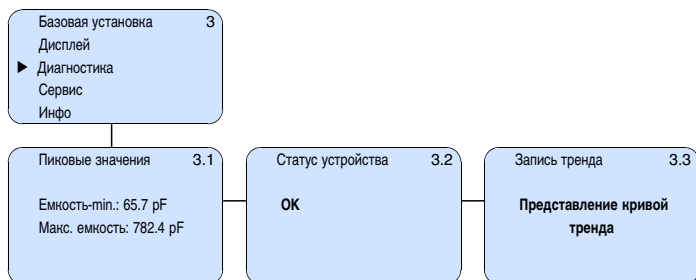 Базовая установка 3
Дисплей
▶ Диагностика
Сервис
Инфо
Пиковые значения 3.1
Емкость-min.: 65.7 pF
Макс. емкость: 782.4 pF
Статус устройства 3.2
OK
Запись тренда 3.3
Представление кривой
тренда